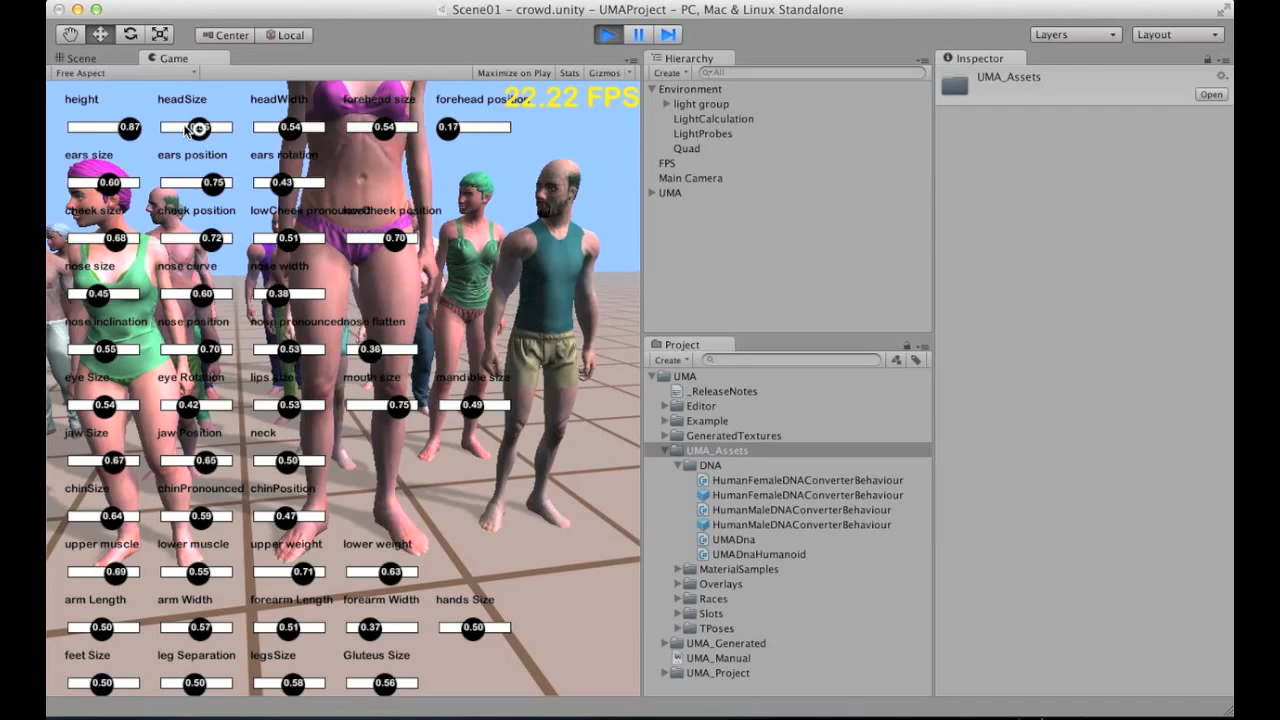 Scene01 – crowd.unity – UMAProject – PC, Mac & Linux Standalone
Center Local Layers Layout
Scene Game
Free Aspect Maximize on Play Stats Gizmos
22.22 FPS
height headSize headWidth forehead size forehead position
0.87 0.54 0.54 0.17
ears size ears position ears rotation
0.60 0.75 0.43
cheek size cheek position lowCheek pronounced lowCheek position
0.68 0.72 0.51 0.70
nose size nose curve nose width
0.45 0.60 0.38
nose inclination nose position nose pronounced nose flatten
0.55 0.70 0.53 0.36
eye Size eye Rotation lips size mouth size mandible size
0.54 0.42 0.53 0.75 0.49
jaw Size jaw Position neck
0.67 0.65 0.50
chinSize chinPronounced chinPosition
0.64 0.59 0.47
upper muscle lower muscle upper weight lower weight
0.69 0.55 0.71 0.63
arm Length arm Width forearm Length forearm Width hands Size
0.50 0.57 0.51 0.37 0.50
feet Size leg Separation legsSize Gluteus Size
0.50 0.50 0.58 0.56
Hierarchy
Create All
Environment
light group
LightCalculation
LightProbes
Quad
FPS
Main Camera
UMA
Project
Create
UMA
_ReleaseNotes
Editor
Example
GeneratedTextures
UMA_Assets
DNA
HumanFemaleDNAConverterBehaviour
HumanFemaleDNAConverterBehaviour
HumanMaleDNAConverterBehaviour
HumanMaleDNAConverterBehaviour
UMADna
UMADnaHumanoid
MaterialSamples
Overlays
Races
Slots
TPoses
UMA_Generated
UMA_Manual
UMA_Project
Inspector
UMA_Assets
Open